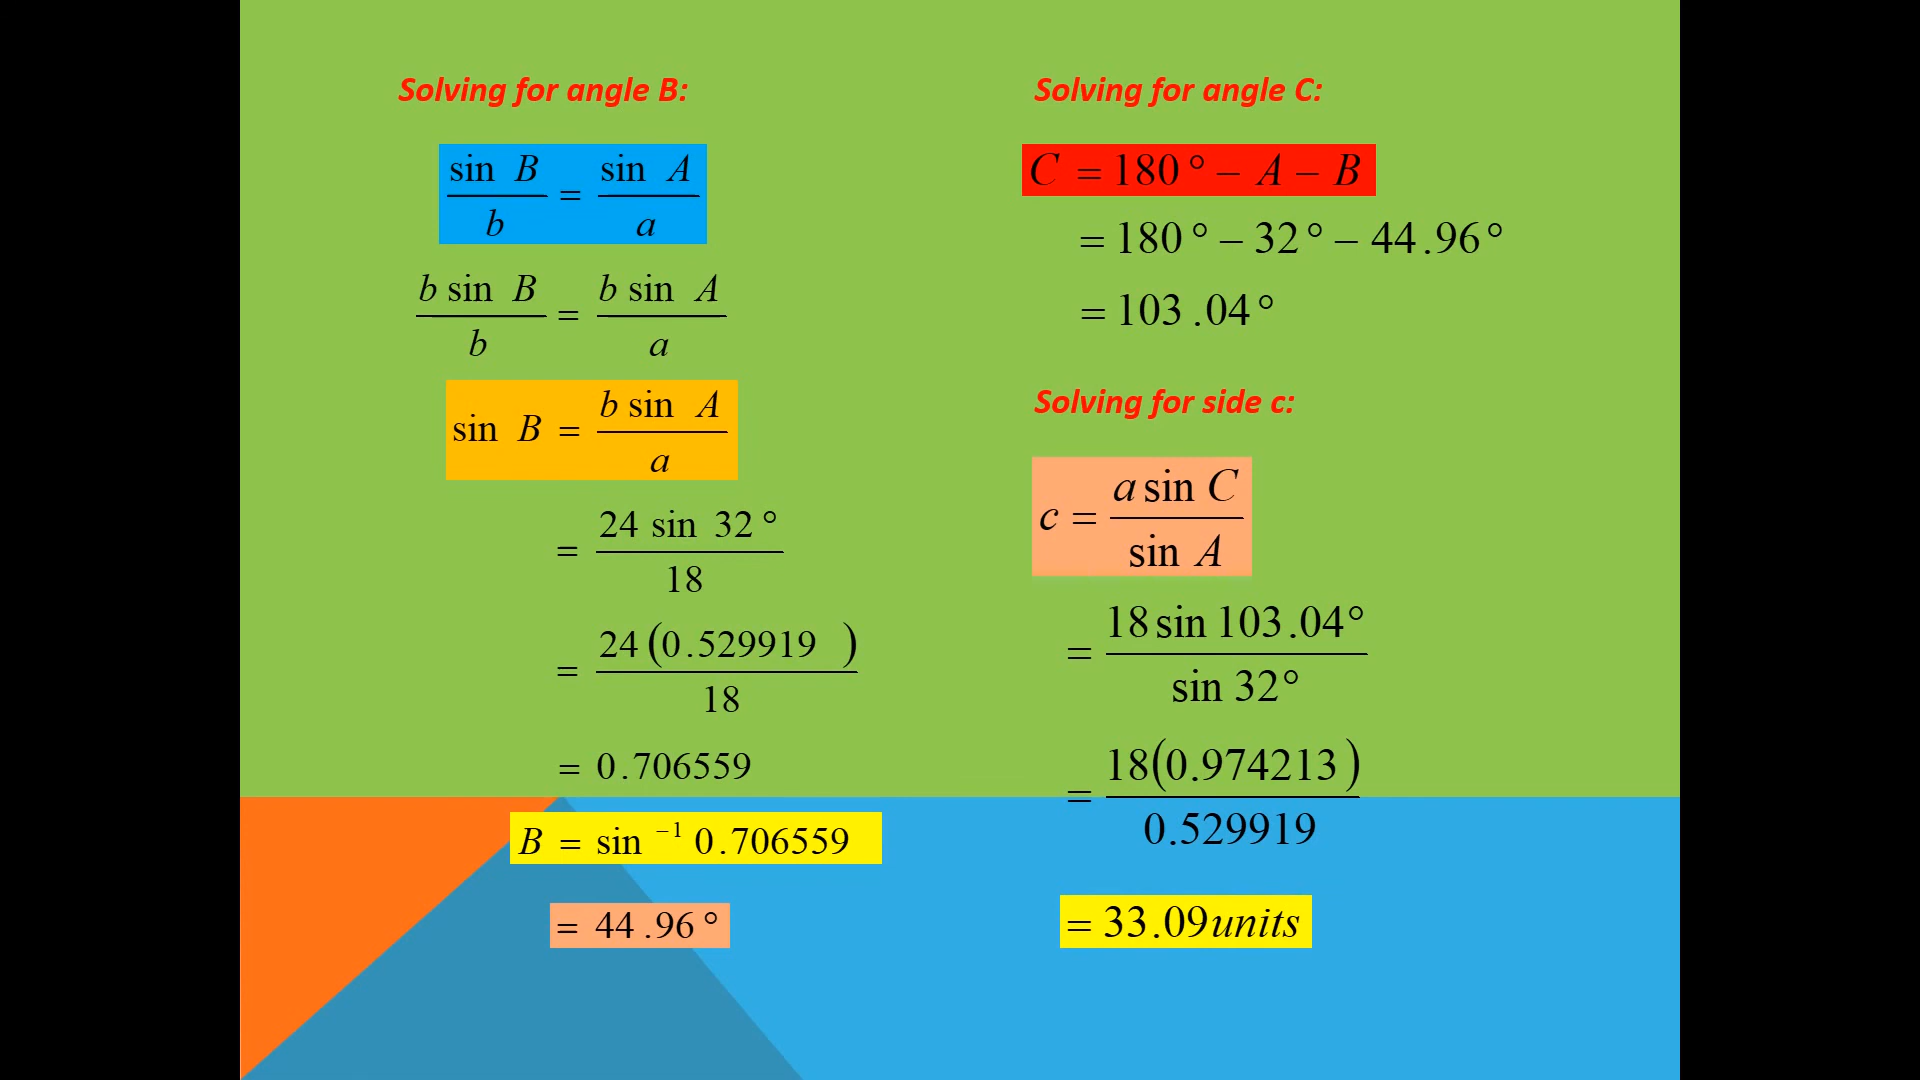 Solving for angle B:
sin B / b = sin A / a
b sin B / b = b sin A / a
sin B = b sin A / a
= 24 sin 32° / 18
= 24 (0.529919 ) / 18
= 0.706559
B = sin⁻¹ 0.706559
= 44.96°
Solving for angle C:
C = 180° − A − B
= 180° − 32° − 44.96°
= 103.04°
Solving for side c:
c = a sin C / sin A
= 18 sin 103.04° / sin 32°
= 18(0.974213) / 0.529919
= 33.09 units